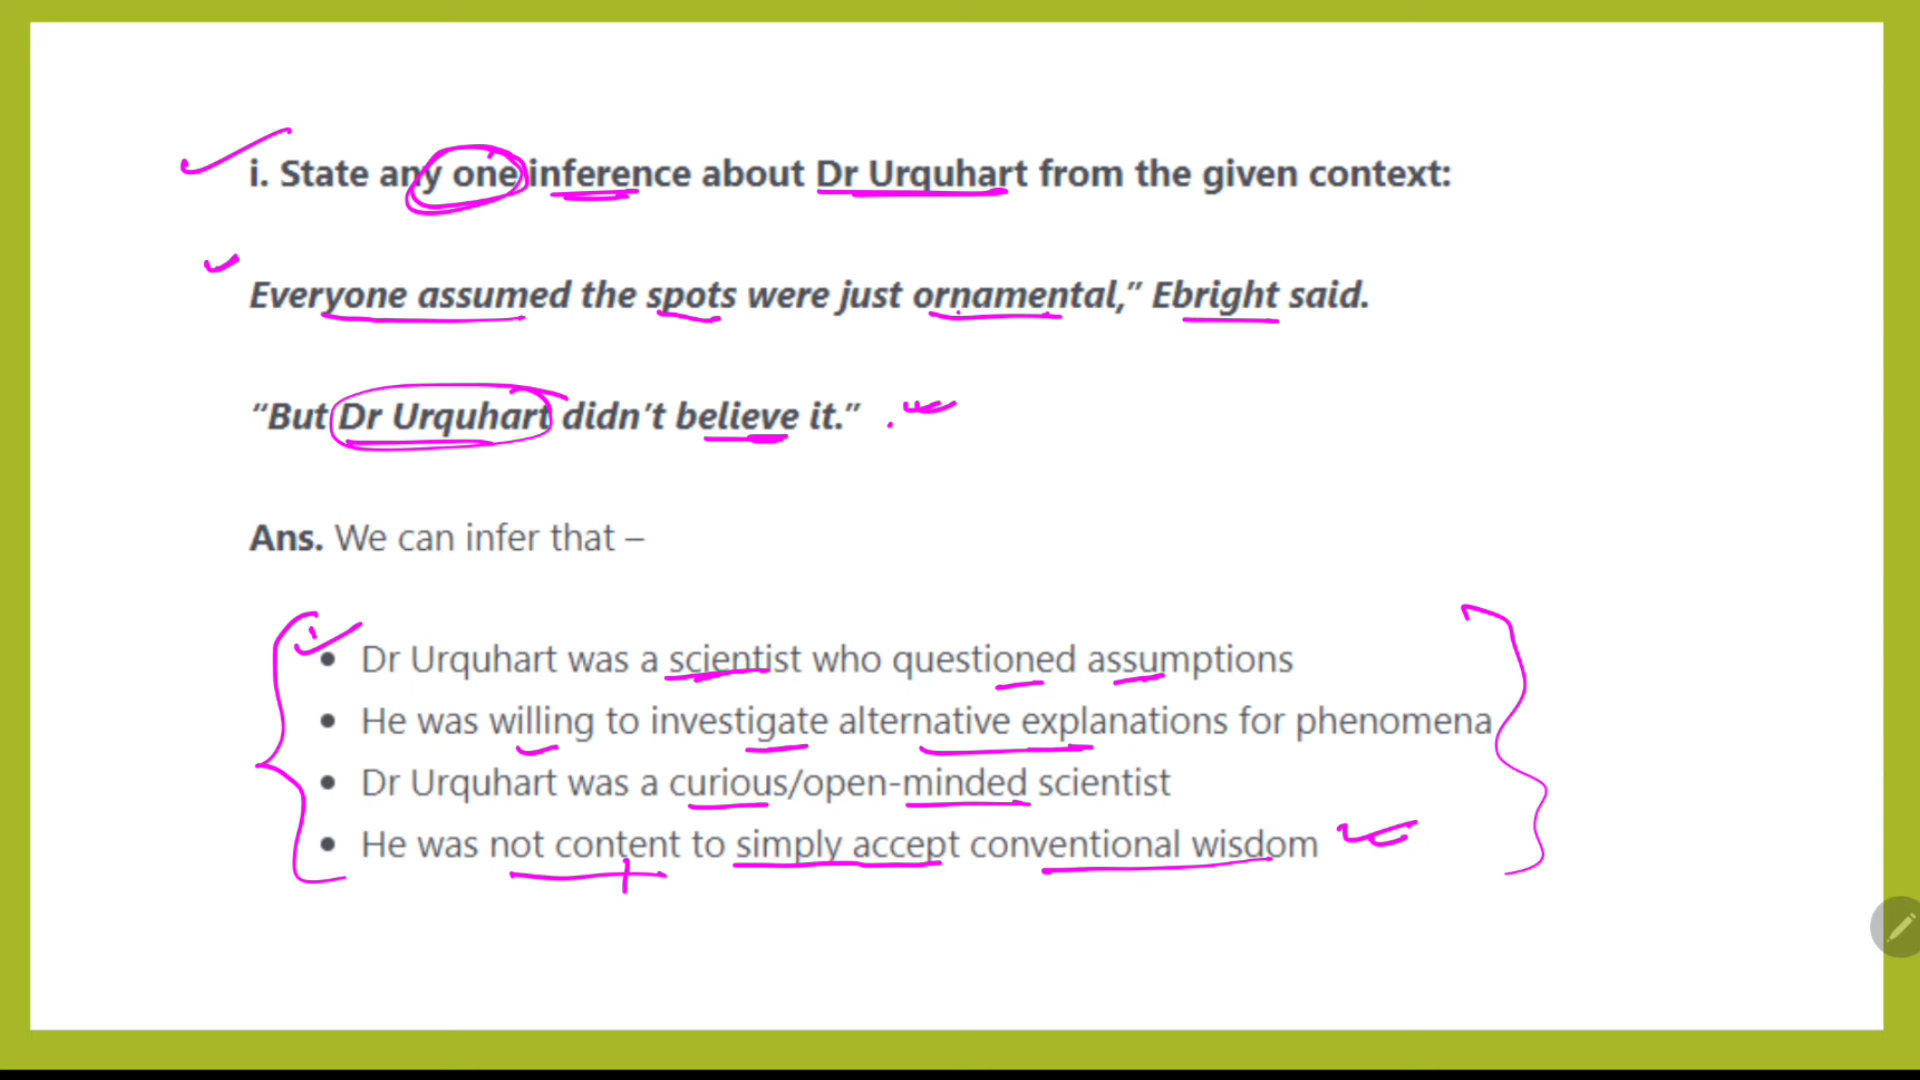 i. State any one inference about Dr Urquhart from the given context:
Everyone assumed the spots were just ornamental,” Ebright said.
“But Dr Urquhart didn’t believe it.”
Ans. We can infer that –
• Dr Urquhart was a scientist who questioned assumptions
• He was willing to investigate alternative explanations for phenomena
• Dr Urquhart was a curious/open-minded scientist
• He was not content to simply accept conventional wisdom